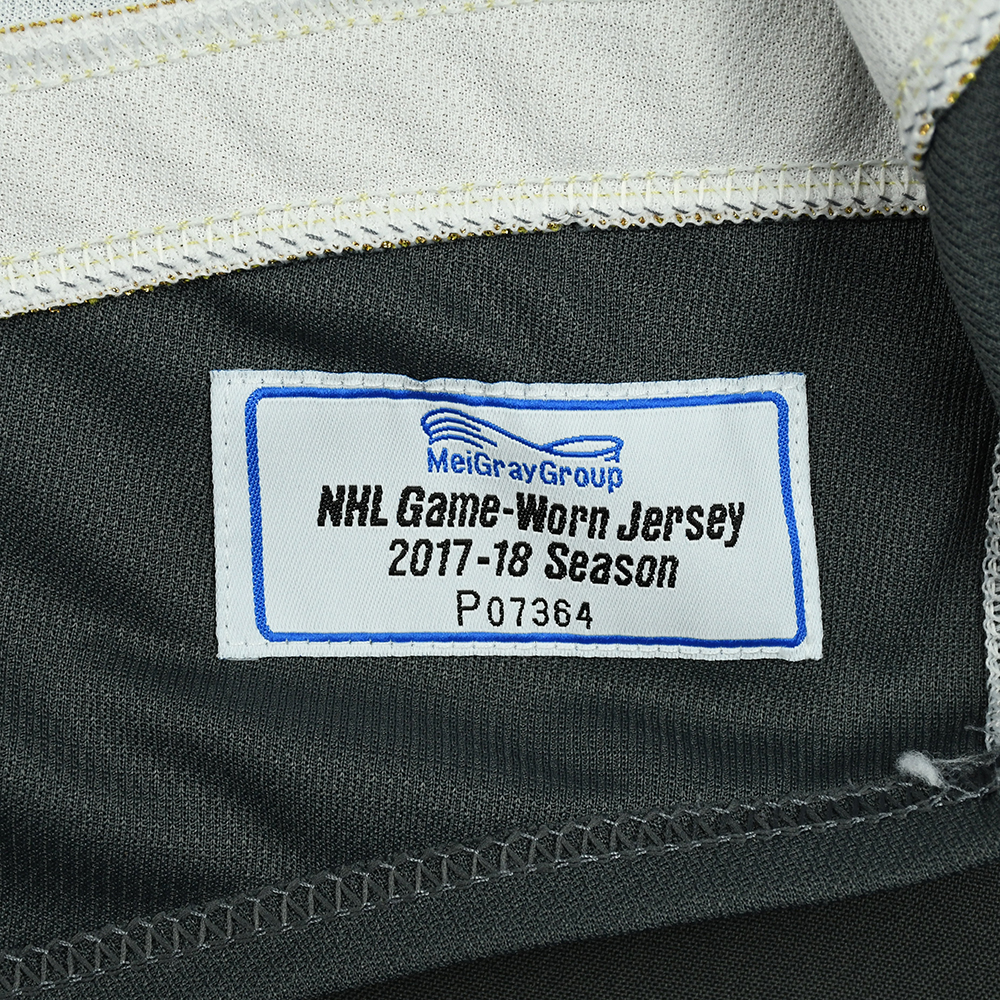 MeiGrayGroup
NHL Game-Worn Jersey
2017-18 Season
P07364